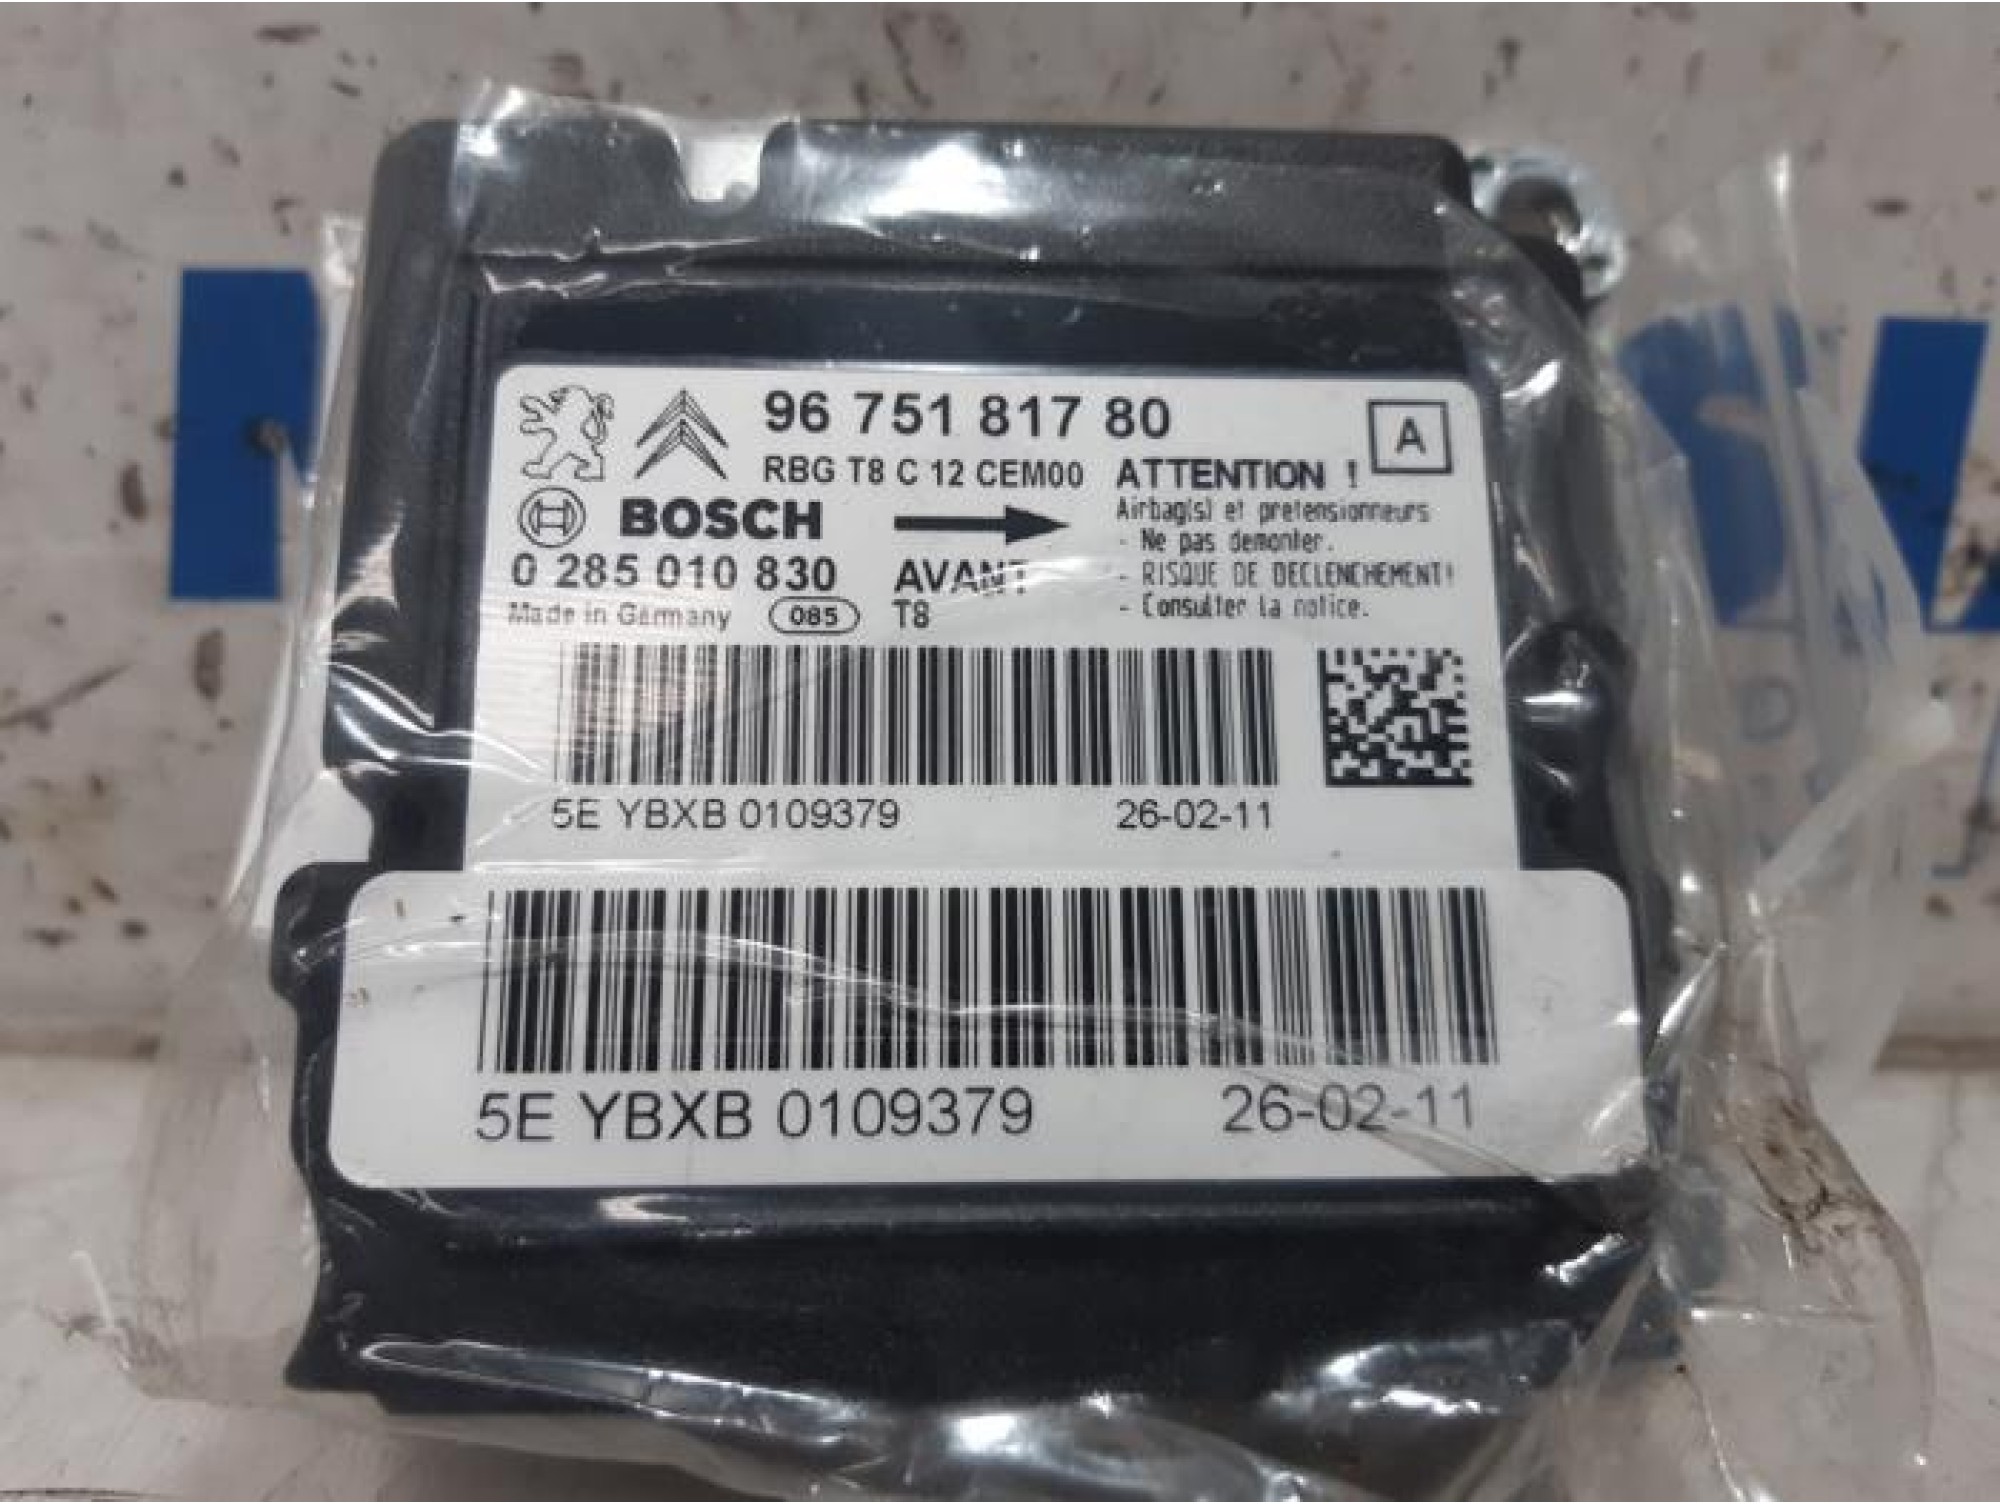 96 751 817 80
A
RBG T8 C 12 CEM00
ATTENTION !
BOSCH
Airbag(s) et pretensionneurs
- Ne pas demonter.
0 285 010 830
AVANT
- RISQUE DE DECLENCHEMENT!
Made in Germany
085
T8
- Consulter la notice.
5E YBXB 0109379
26-02-11
5E YBXB 0109379
26-02-11